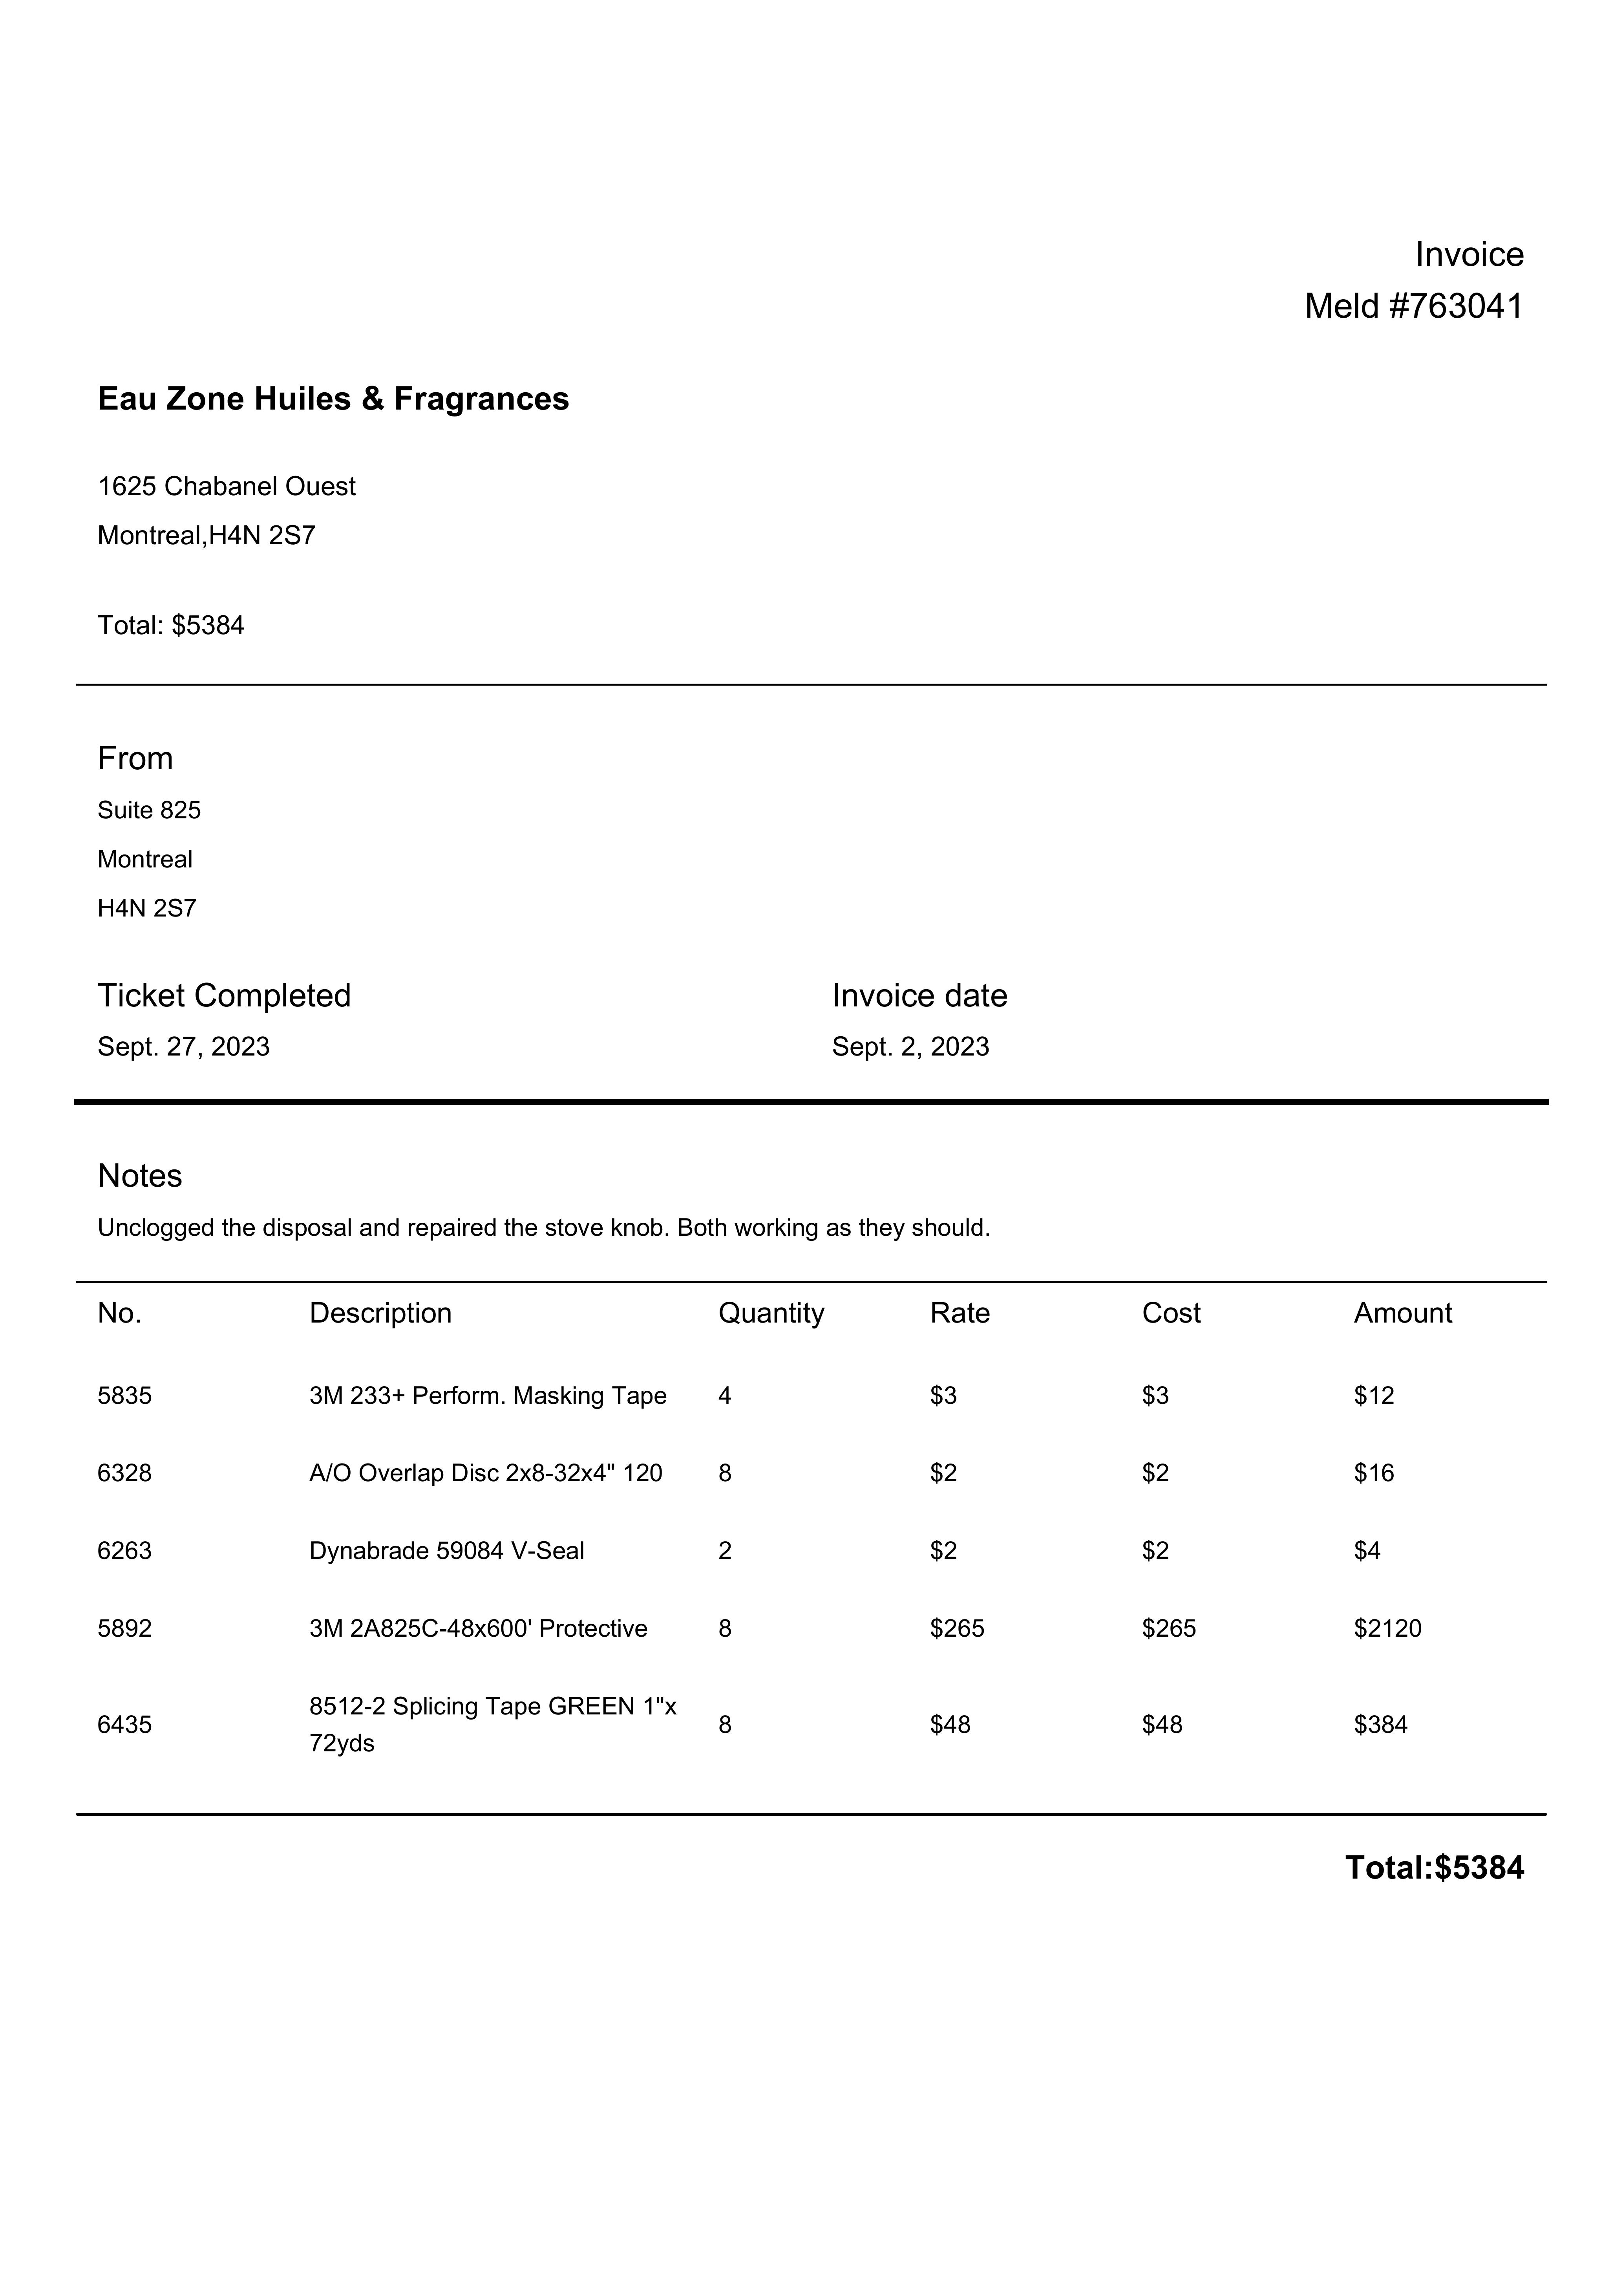 Invoice
Meld #763041
Eau Zone Huiles & Fragrances
1625 Chabanel Ouest
Montreal,H4N 2S7
Total: $5384
From
Suite 825
Montreal
H4N 2S7
Ticket Completed Invoice date
Sept. 27, 2023 Sept. 2, 2023
Notes
Unclogged the disposal and repaired the stove knob. Both working as they should.
No. Description Quantity Rate Cost Amount
5835 3M 233+ Perform. Masking Tape 4 $3 $3 $12
6328 A/O Overlap Disc 2x8-32x4" 120 8 $2 $2 $16
6263 Dynabrade 59084 V-Seal 2 $2 $2 $4
5892 3M 2A825C-48x600' Protective 8 $265 $265 $2120
6435 8512-2 Splicing Tape GREEN 1"x 8 $48 $48 $384
72yds
Total:$5384